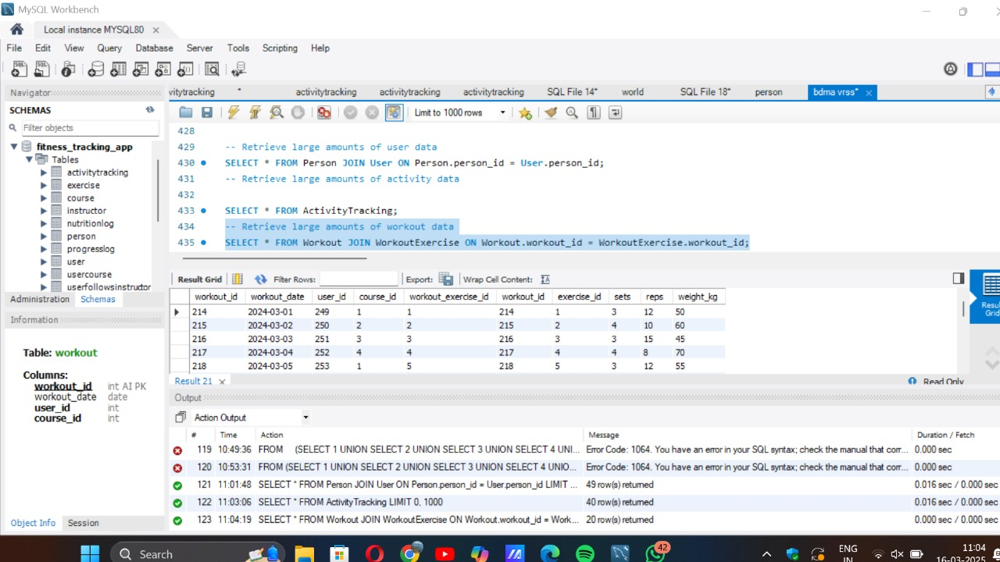 MySQL Workbench
Local instance MYSQL80
File Edit View Query Database Server Tools Scripting Help
Navigator
vitytracking * activitytracking activitytracking activitytracking SQL File 14* world SQL File 18* person bdma vrss*
SCHEMAS
Limit to 1000 rows
Filter objects
fitness_tracking_app
Tables
activitytracking
exercise
course
instructor
nutritionlog
person
progresslog
user
usercourse
userfollowsinstructor
Administration Schemas
Information
Table: workout
Columns:
workout_id int AI PK
workout_date date
user_id int
course_id int
Object Info Session
428
429 -- Retrieve large amounts of user data
430 SELECT * FROM Person JOIN User ON Person.person_id = User.person_id;
431 -- Retrieve large amounts of activity data
432
433 SELECT * FROM ActivityTracking;
434 -- Retrieve large amounts of workout data
435 SELECT * FROM Workout JOIN WorkoutExercise ON Workout.workout_id = WorkoutExercise.workout_id;
Result Grid Filter Rows: Export: Wrap Cell Content:
workout_id workout_date user_id course_id workout_exercise_id workout_id exercise_id sets reps weight_kg
214 2024-03-01 249 1 1 214 1 3 12 50
215 2024-03-02 250 2 2 215 2 4 10 60
216 2024-03-03 251 3 3 216 3 3 15 45
217 2024-03-04 252 4 4 217 4 4 8 70
218 2024-03-05 253 1 5 218 5 3 12 55
Resul
Grid
Result 21 Read Only
Output
Action Output
# Time Action Message Duration / Fetch
119 10:49:36 FROM (SELECT 1 UNION SELECT 2 UNION SELECT 3 UNION SELECT 4 UNI... Error Code: 1064. You have an error in your SQL syntax; check the manual that corr... 0.000 sec
120 10:53:31 FROM (SELECT 1 UNION SELECT 2 UNION SELECT 3 UNION SELECT 4 UNIO... Error Code: 1064. You have an error in your SQL syntax; check the manual that corr... 0.000 sec
121 11:01:48 SELECT * FROM Person JOIN User ON Person.person_id = User.person_id LIMIT ... 49 row(s) returned 0.016 sec / 0.000 sec
122 11:03:06 SELECT * FROM ActivityTracking LIMIT 0, 1000 40 row(s) returned 0.016 sec / 0.000 sec
123 11:04:19 SELECT * FROM Workout JOIN WorkoutExercise ON Workout.workout_id = Work... 20 row(s) returned 0.000 sec / 0.000 sec
Search
42
ENG
IN
11:04
16-03-2025